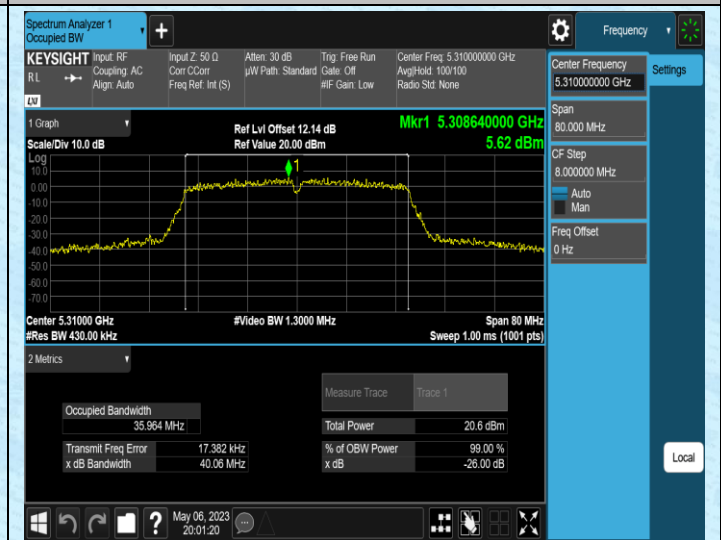 Spectrum Analyzer 1
Occupied BW
Frequency
KEYSIGHT
R L
LXI
Input: RF
Coupling: AC
Align: Auto
Input Z: 50 Ω
Corr CCorr
Freq Ref: Int (S)
Atten: 30 dB
µW Path: Standard
Trig: Free Run
Gate: Off
#IF Gain: Low
Center Freq: 5.310000000 GHz
Avg|Hold: 100/100
Radio Std: None
Center Frequency
5.310000000 GHz
Settings
Span
80.000 MHz
CF Step
8.000000 MHz
Auto
Man
Freq Offset
0 Hz
1 Graph
Scale/Div 10.0 dB
Ref Lvl Offset 12.14 dB
Ref Value 20.00 dBm
Mkr1 5.308640000 GHz
5.62 dBm
Log
10.0
0.00
-10.0
-20.0
-30.0
-40.0
-50.0
-60.0
-70.0
1
Center 5.31000 GHz
#Res BW 430.00 kHz
#Video BW 1.3000 MHz
Span 80 MHz
Sweep 1.00 ms (1001 pts)
2 Metrics
Measure Trace Trace 1
Occupied Bandwidth
35.964 MHz
Total Power 20.6 dBm
Transmit Freq Error 17.382 kHz
% of OBW Power 99.00 %
x dB Bandwidth 40.06 MHz
x dB -26.00 dB
Local
May 06, 2023
20:01:20